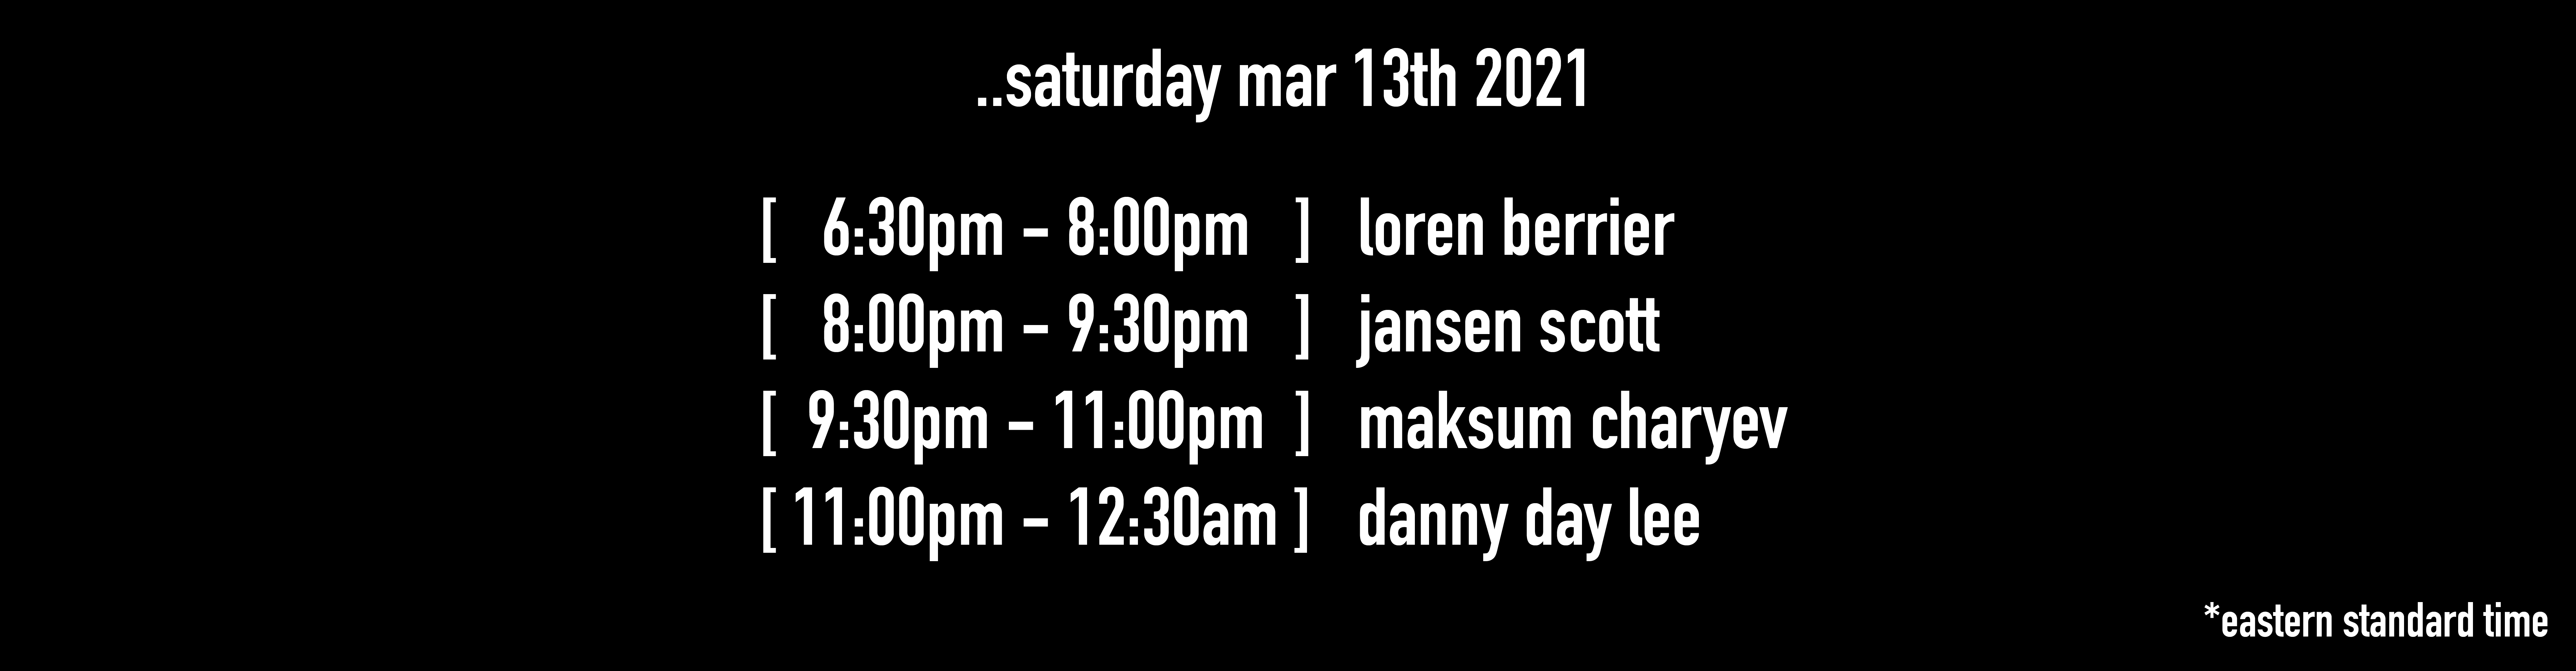 ..saturday mar 13th 2021
[ 6:30pm – 8:00pm ] loren berrier
[ 8:00pm – 9:30pm ] jansen scott
[ 9:30pm – 11:00pm ] maksum charyev
[ 11:00pm – 12:30am ] danny day lee
*eastern standard time